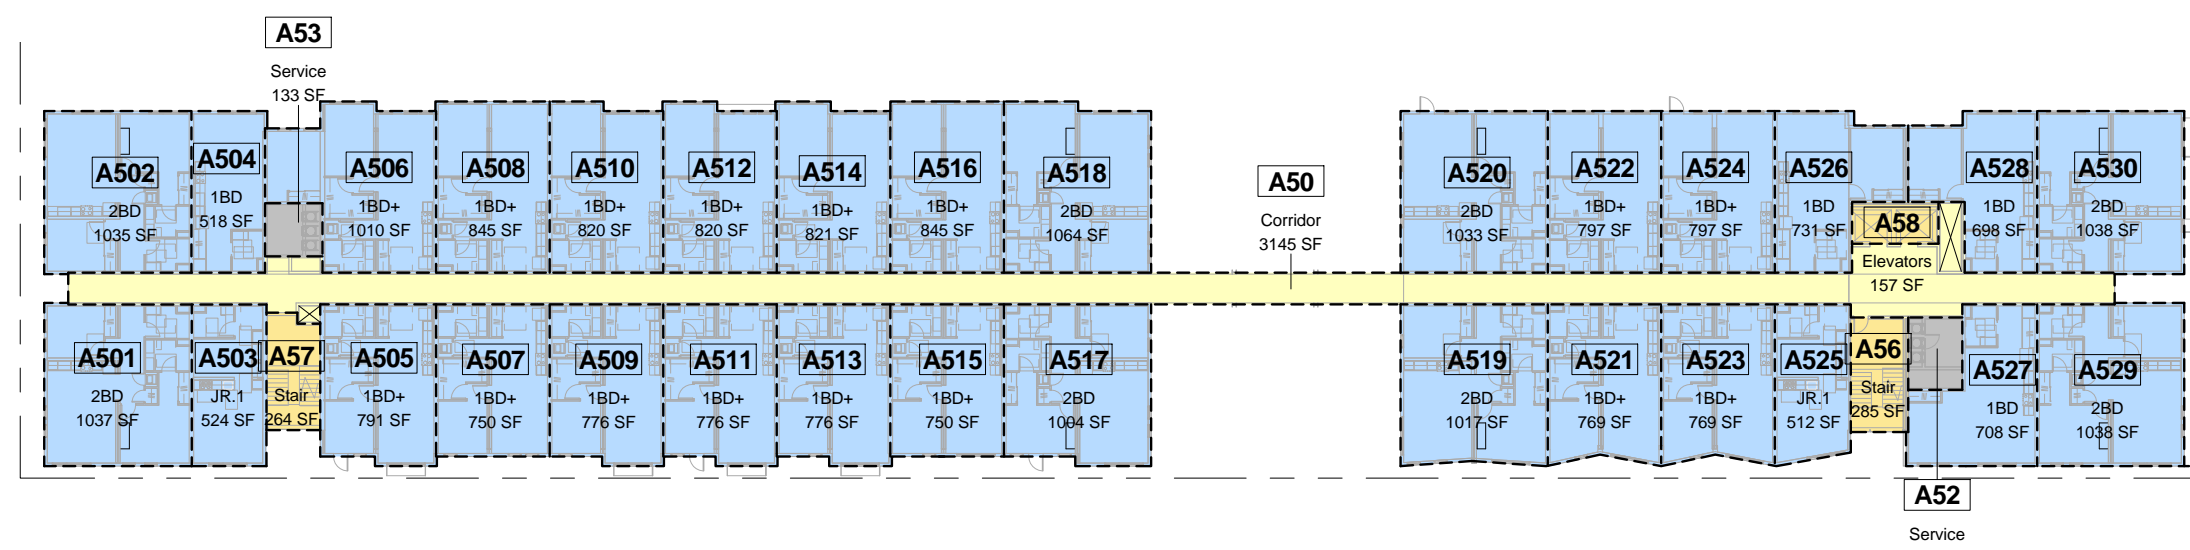 A53
Service
133 SF
A502
2BD
1035 SF
A504
1BD
518 SF
A506
1BD+
1010 SF
A508
1BD+
845 SF
A510
1BD+
820 SF
A512
1BD+
820 SF
A514
1BD+
821 SF
A516
1BD+
845 SF
A518
2BD
1064 SF
A50
Corridor
3145 SF
A520
2BD
1033 SF
A522
1BD+
797 SF
A524
1BD+
797 SF
A526
1BD
731 SF
A58
Elevators
157 SF
A528
1BD
698 SF
A530
2BD
1038 SF
A501
2BD
1037 SF
A503
JR.1
524 SF
A57
Stair
264 SF
A505
1BD+
791 SF
A507
1BD+
750 SF
A509
1BD+
776 SF
A511
1BD+
776 SF
A513
1BD+
776 SF
A515
1BD+
750 SF
A517
2BD
1004 SF
A519
2BD
1017 SF
A521
1BD+
769 SF
A523
1BD+
769 SF
A525
JR.1
512 SF
A56
Stair
285 SF
A527
1BD
708 SF
A529
2BD
1038 SF
A52
Service